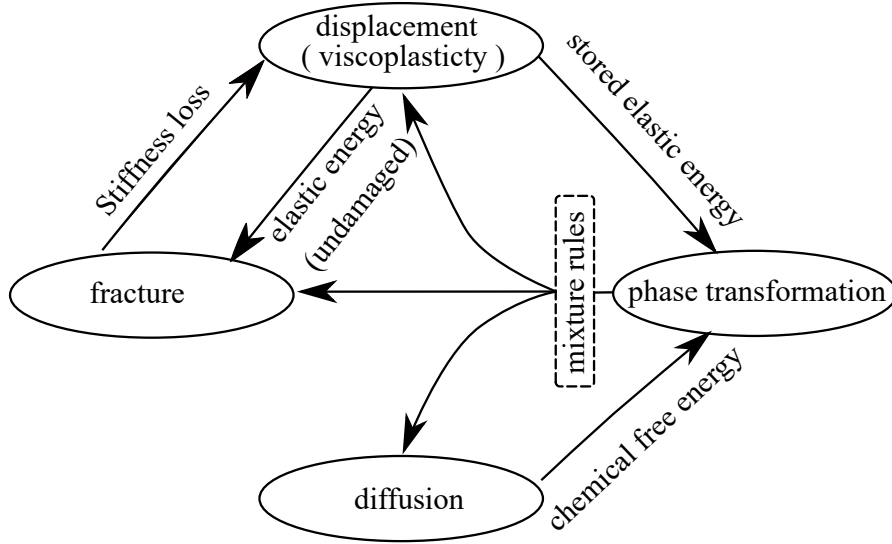 displacement
( viscoplasticty )
Stiffness loss
elastic energy
(undamaged)
stored elastic energy
fracture
mixture rules
phase transformation
diffusion
chemical free energy